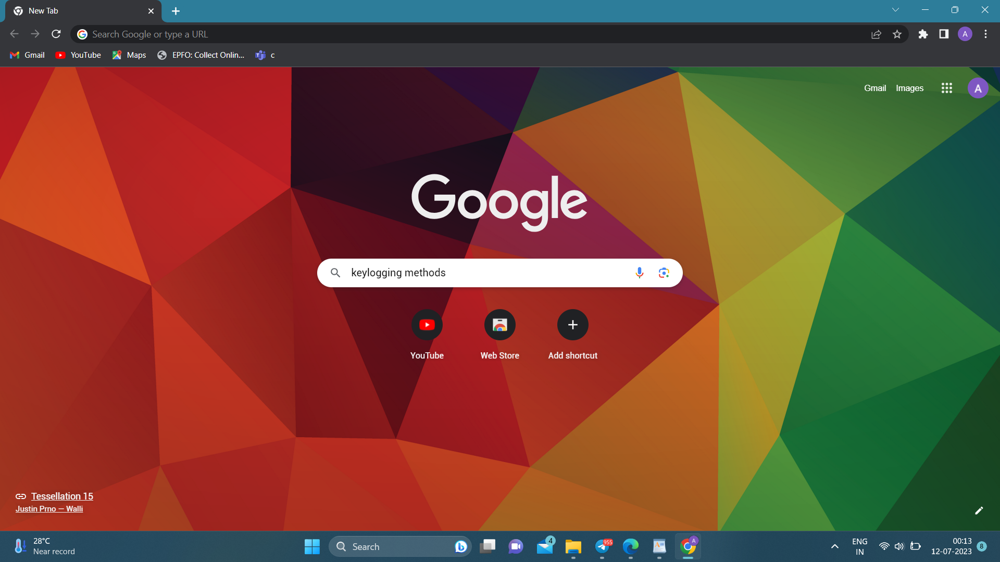 New Tab
Search Google or type a URL
A
Gmail
YouTube
Maps
EPFO: Collect Onlin...
c
Gmail
Images
A
Google
keylogging methods
YouTube
Web Store
Add shortcut
Tessellation 15
Justin Prno — Walli
28°C
Near record
Search
4
955
A
ENG
IN
00:13
12-07-2023
8